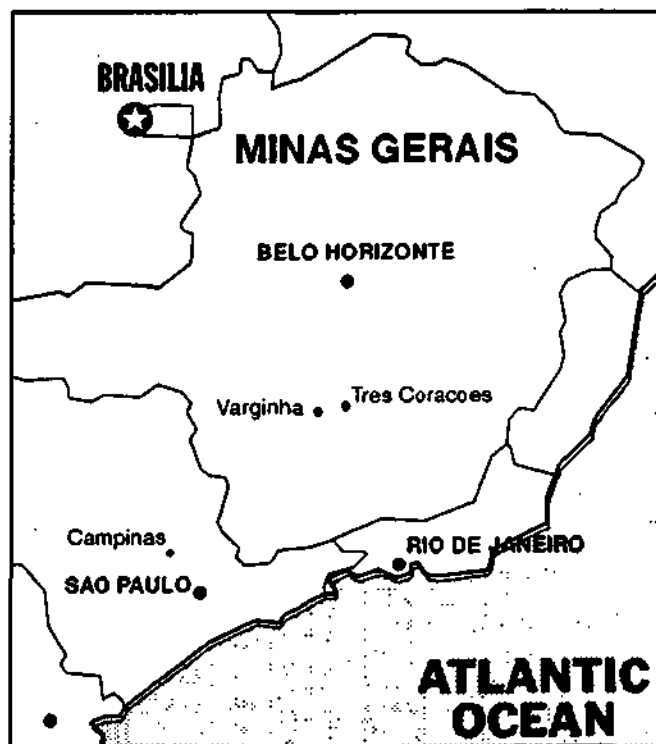 BRASILIA
MINAS GERAIS
BELO HORIZONTE
Varginha
Tres Coracoes
Campinas
RIO DE JANEIRO
SAO PAULO
ATLANTIC
OCEAN